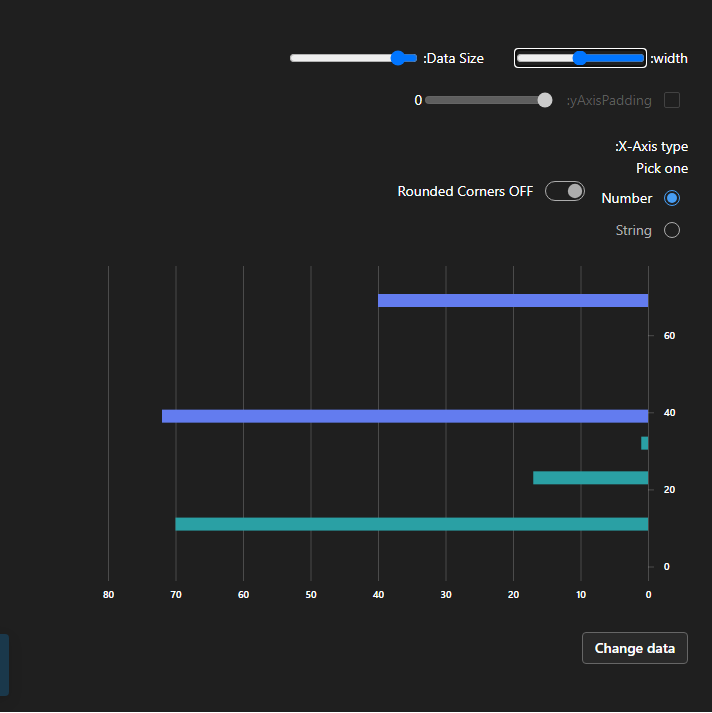 :width
:Data Size
:yAxisPadding
0
:X-Axis type
Pick one
Number
Rounded Corners OFF
String
60
40
20
0
80 70 60 50 40 30 20 10 0
Change data